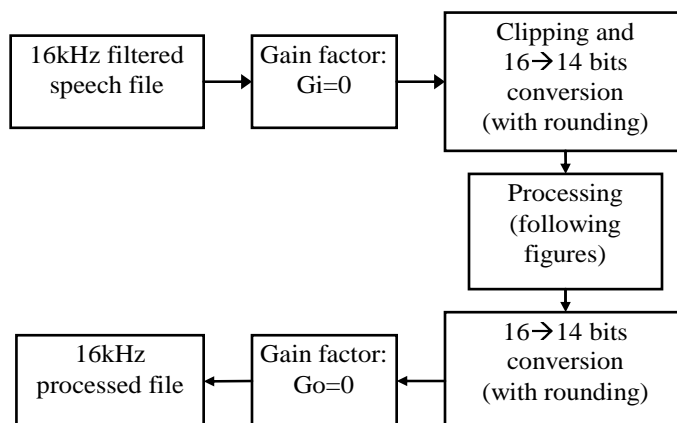 16kHz filtered
speech file
Gain factor:
Gi=0
Clipping and
16→14 bits
conversion
(with rounding)
Processing
(following
figures)
16→14 bits
conversion
(with rounding)
Gain factor:
Go=0
16kHz
processed file